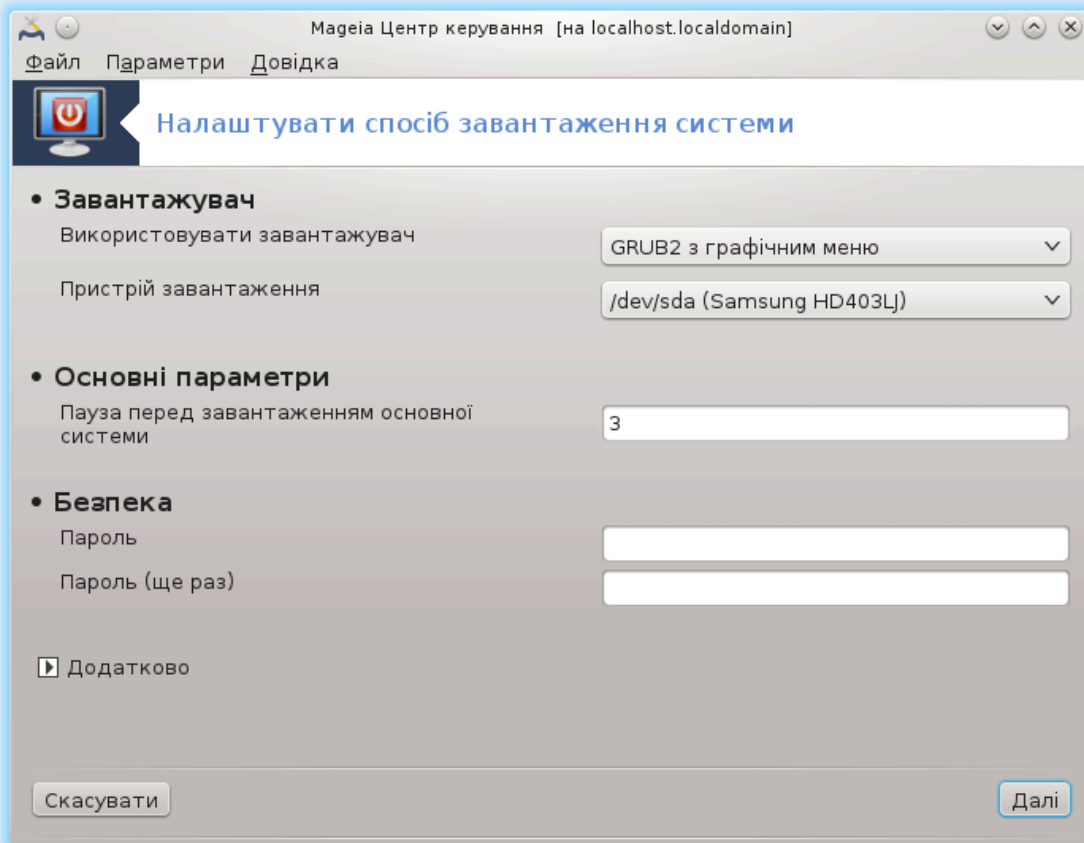 Mageia Центр керування [на localhost.localdomain]
Файл Параметри Довідка
Налаштувати спосіб завантаження системи
• Завантажувач
Використовувати завантажувач
GRUB2 з графічним меню
Пристрій завантаження
/dev/sda (Samsung HD403LJ)
• Основні параметри
Пауза перед завантаженням основної
системи
3
• Безпека
Пароль
Пароль (ще раз)
Додатково
Скасувати
Далі